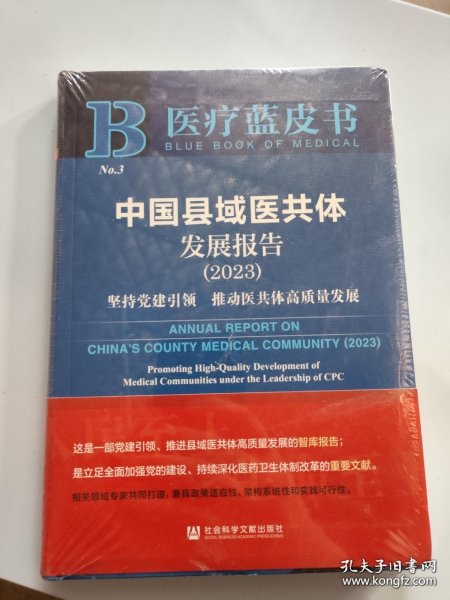 B
医疗蓝皮书
BLUE BOOK OF MEDICAL
No.3
中国县域医共体
发展报告
(2023)
坚持党建引领 推动医共体高质量发展
ANNUAL REPORT ON
CHINA'S COUNTY MEDICAL COMMUNITY (2023)
Promoting High-Quality Development of
Medical Communities under the Leadership of CPC
这是一部党建引领、推进县域医共体高质量发展的智库报告;
是立足全面加强党的建设、持续深化医药卫生体制改革的重要文献。
相关领域专家共同打造,兼具政策适应性、架构系统性和实践可行性。
社会科学文献出版社
SOCIAL SCIENCES ACADEMIC PRESS (CHINA)
孔夫子旧书网
www.kongfz.com